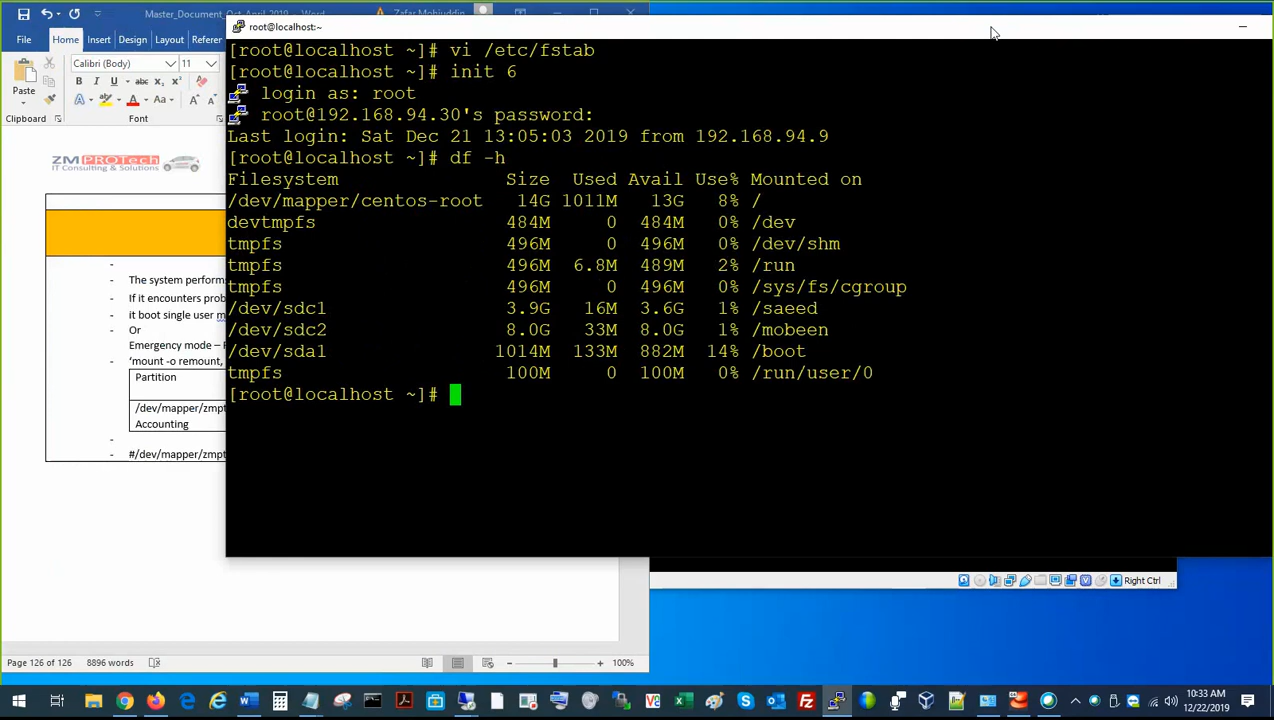 Master_Document_Oct_April_2019 - Word
Zafar Mohiuddin
File Home Insert Design Layout Referer
Calibri (Body) 11
Paste
B I U abc x₂ x²
Clipboard Font
root@localhost:~
[root@localhost ~]# vi /etc/fstab
[root@localhost ~]# init 6
login as: root
root@192.168.94.30's password:
Last login: Sat Dec 21 13:05:03 2019 from 192.168.94.9
[root@localhost ~]# df -h
Filesystem Size Used Avail Use% Mounted on
/dev/mapper/centos-root 14G 1011M 13G 8% /
devtmpfs 484M 0 484M 0% /dev
tmpfs 496M 0 496M 0% /dev/shm
tmpfs 496M 6.8M 489M 2% /run
tmpfs 496M 0 496M 0% /sys/fs/cgroup
/dev/sdc1 3.9G 16M 3.6G 1% /saeed
/dev/sdc2 8.0G 33M 8.0G 1% /mobeen
/dev/sda1 1014M 133M 882M 14% /boot
tmpfs 100M 0 100M 0% /run/user/0
[root@localhost ~]#
ZMPROTech
IT Consulting & Solutions
-
- The system perform
- If it encounters prob
- it boot single user m
- Or
Emergency mode – 
- 'mount -o remount,
Partition
/dev/mapper/zmpt
Accounting
-
- #/dev/mapper/zmpt
Right Ctrl
Page 126 of 126 8896 words 100%
10:33 AM
12/22/2019